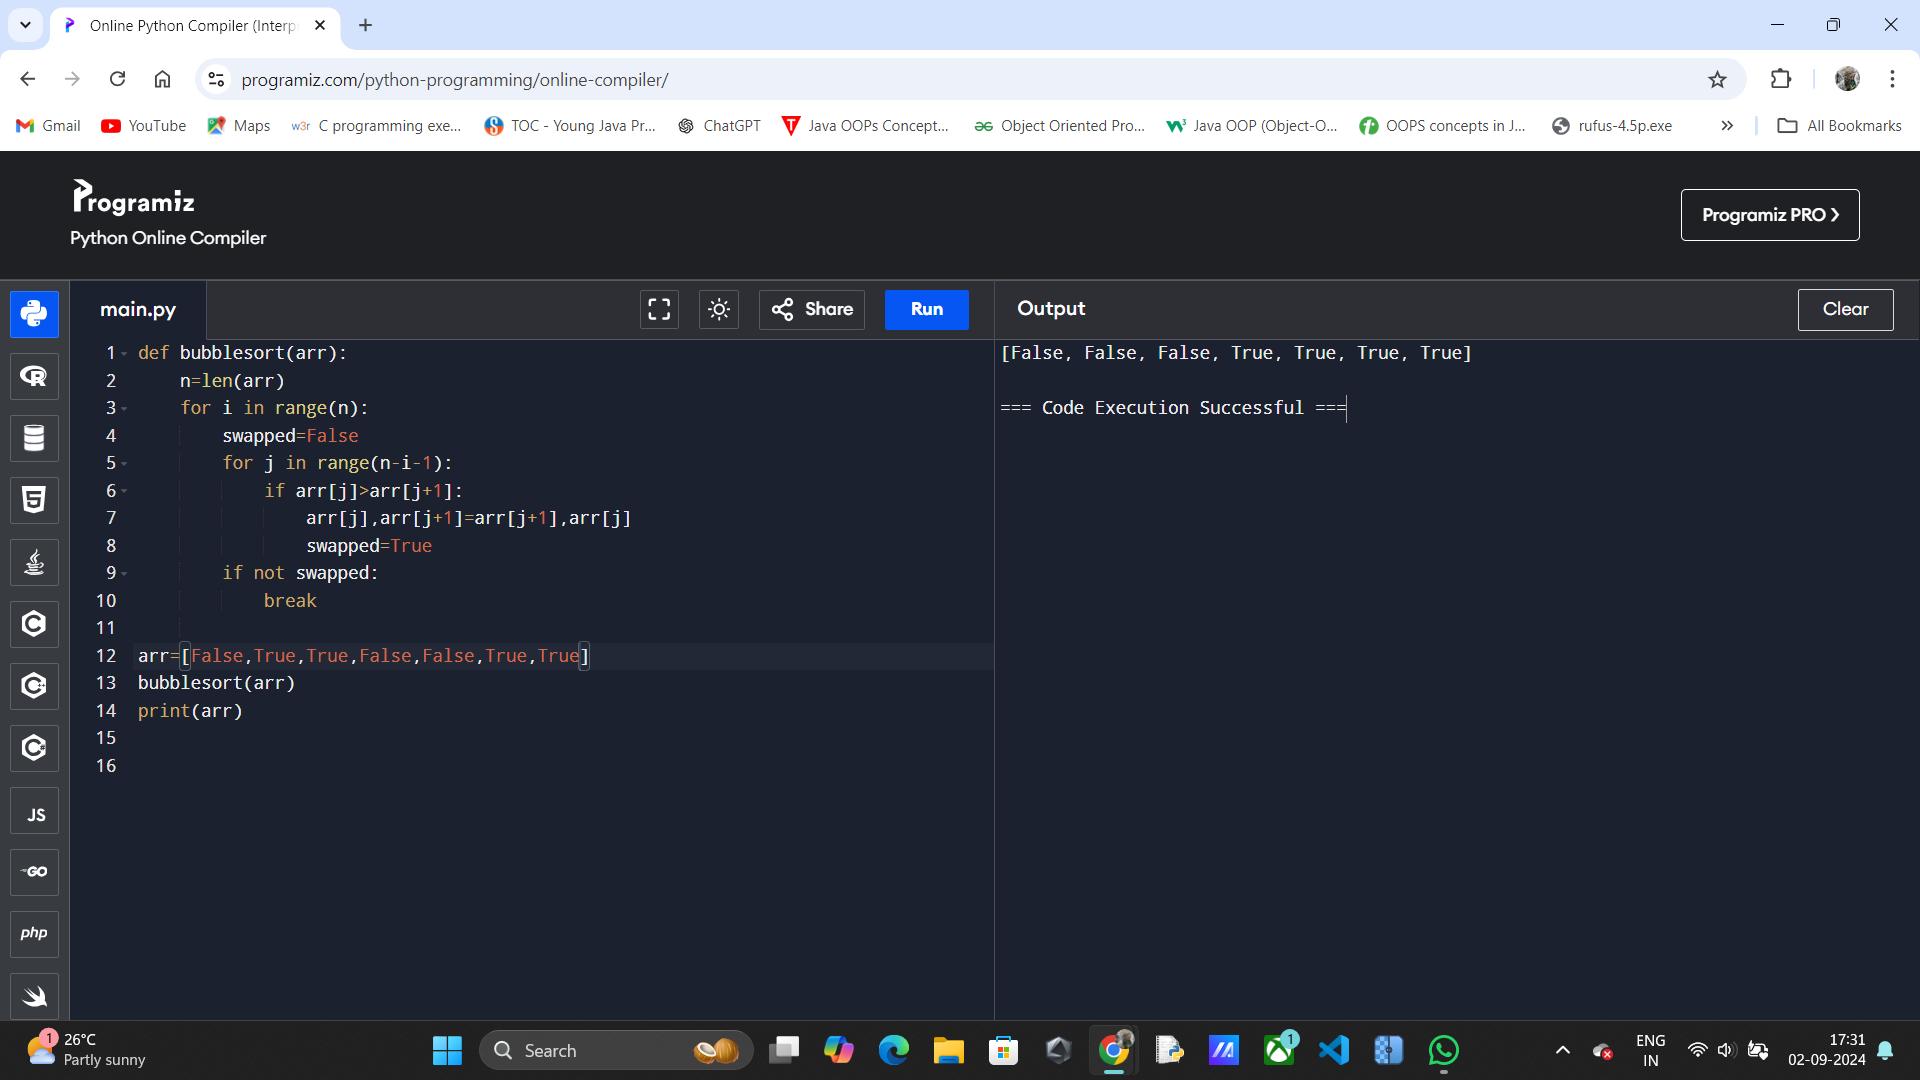 Online Python Compiler (Interp
programiz.com/python-programming/online-compiler/
Gmail YouTube Maps C programming exe... TOC - Young Java Pr... ChatGPT Java OOPs Concept... Object Oriented Pro... Java OOP (Object-O... OOPS concepts in J... rufus-4.5p.exe » All Bookmarks
Programiz
Python Online Compiler
Programiz PRO ❯
main.py
Share
Run
Output
Clear
1 def bubblesort(arr):
2     n=len(arr)
3     for i in range(n):
4         swapped=False
5         for j in range(n-i-1):
6             if arr[j]>arr[j+1]:
7                 arr[j],arr[j+1]=arr[j+1],arr[j]
8                 swapped=True
9         if not swapped:
10             break
11
12 arr=[False,True,True,False,False,True,True]
13 bubblesort(arr)
14 print(arr)
15
16
[False, False, False, True, True, True, True]
=== Code Execution Successful ===
JS
GO
php
1
26°C
Partly sunny
Search
1
ENG
IN
17:31
02-09-2024